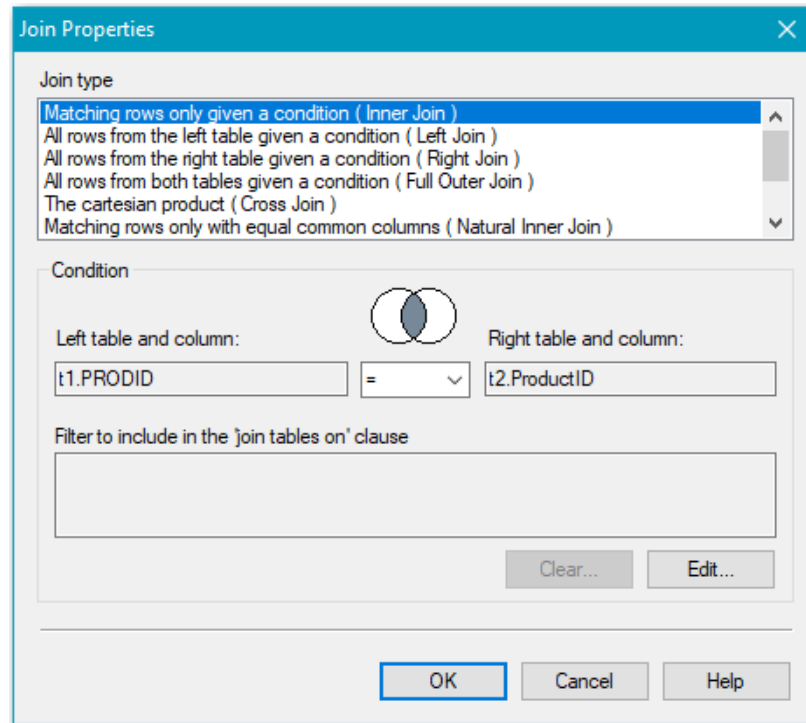 Join Properties
Join type
Matching rows only given a condition ( Inner Join )
All rows from the left table given a condition ( Left Join )
All rows from the right table given a condition ( Right Join )
All rows from both tables given a condition ( Full Outer Join )
The cartesian product ( Cross Join )
Matching rows only with equal common columns ( Natural Inner Join )
Condition
Left table and column:
Right table and column:
t1.PRODID
=
t2.ProductID
Filter to include in the 'join tables on' clause
Clear...
Edit...
OK
Cancel
Help